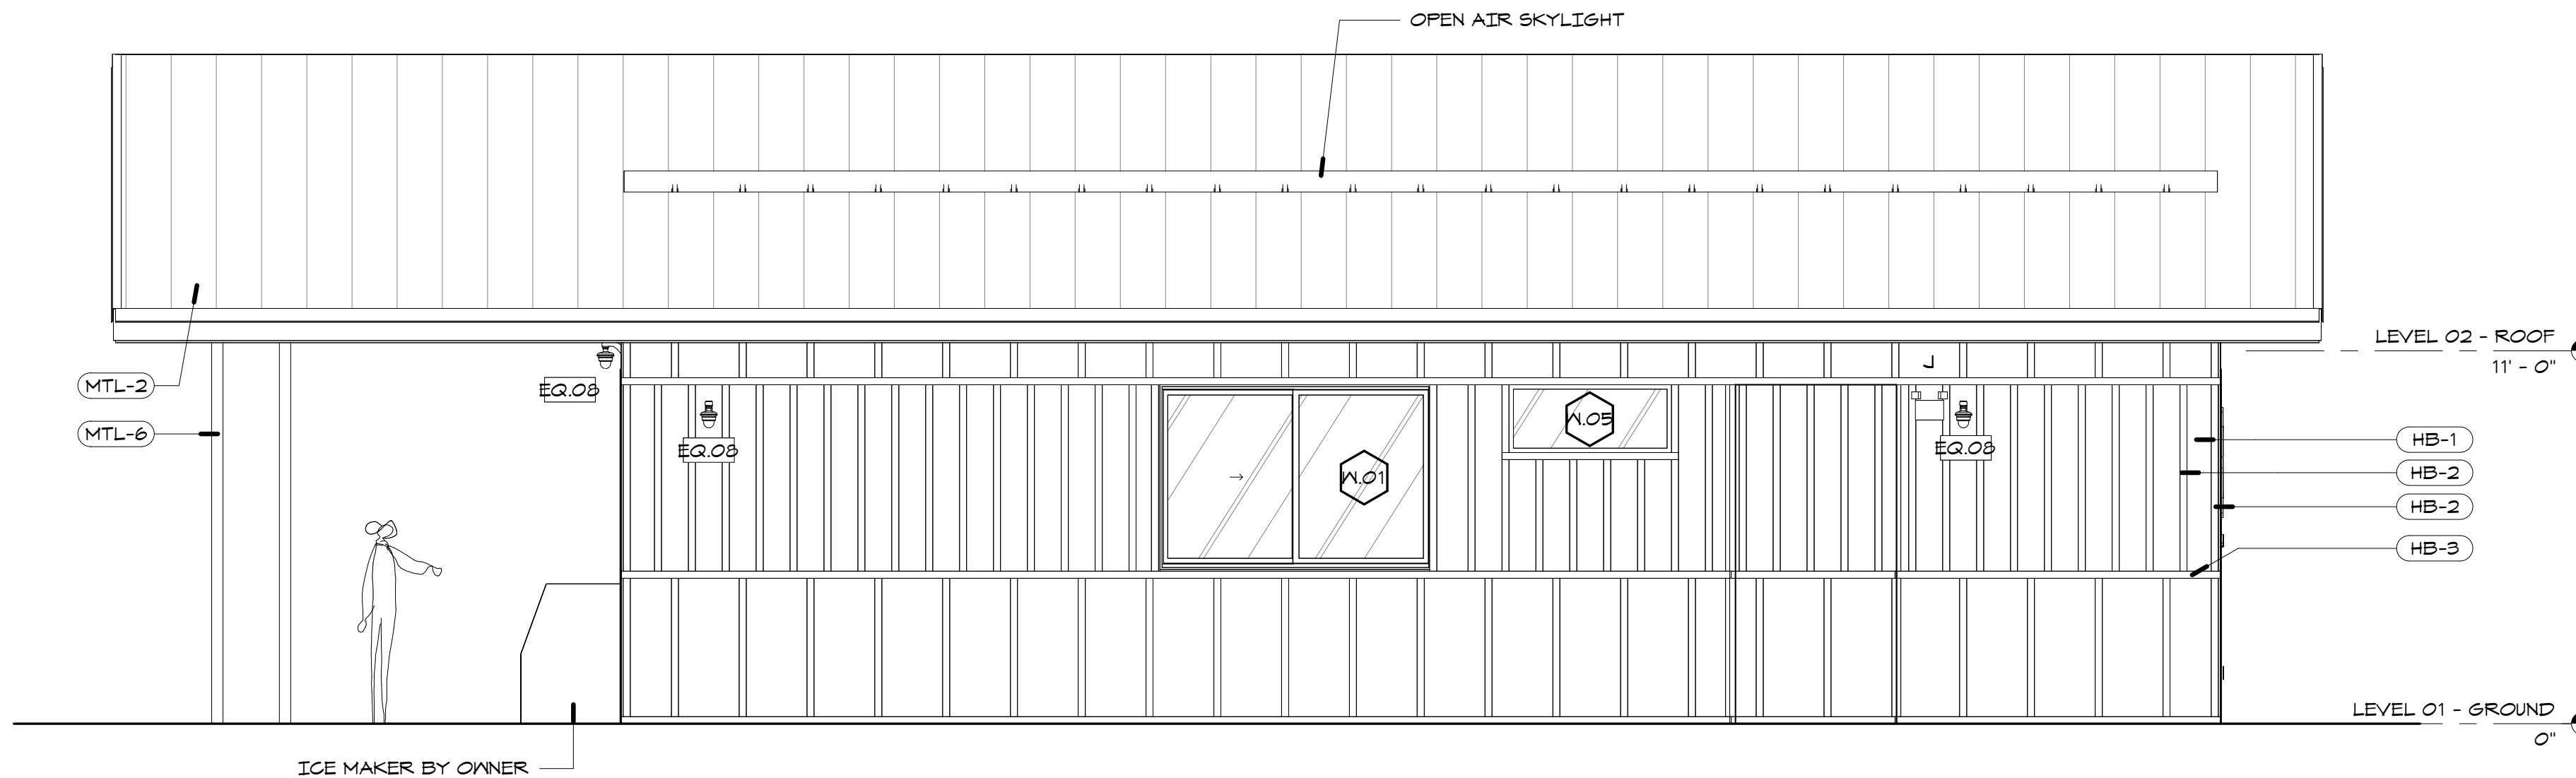 OPEN AIR SKYLIGHT
LEVEL 02 - ROOF
11' - 0"
MTL-2
EQ.08
W.05
MTL-6
W.01
EQ.08
EQ.08
HB-1
HB-2
HB-2
HB-3
LEVEL 01 - GROUND
0"
ICE MAKER BY OWNER